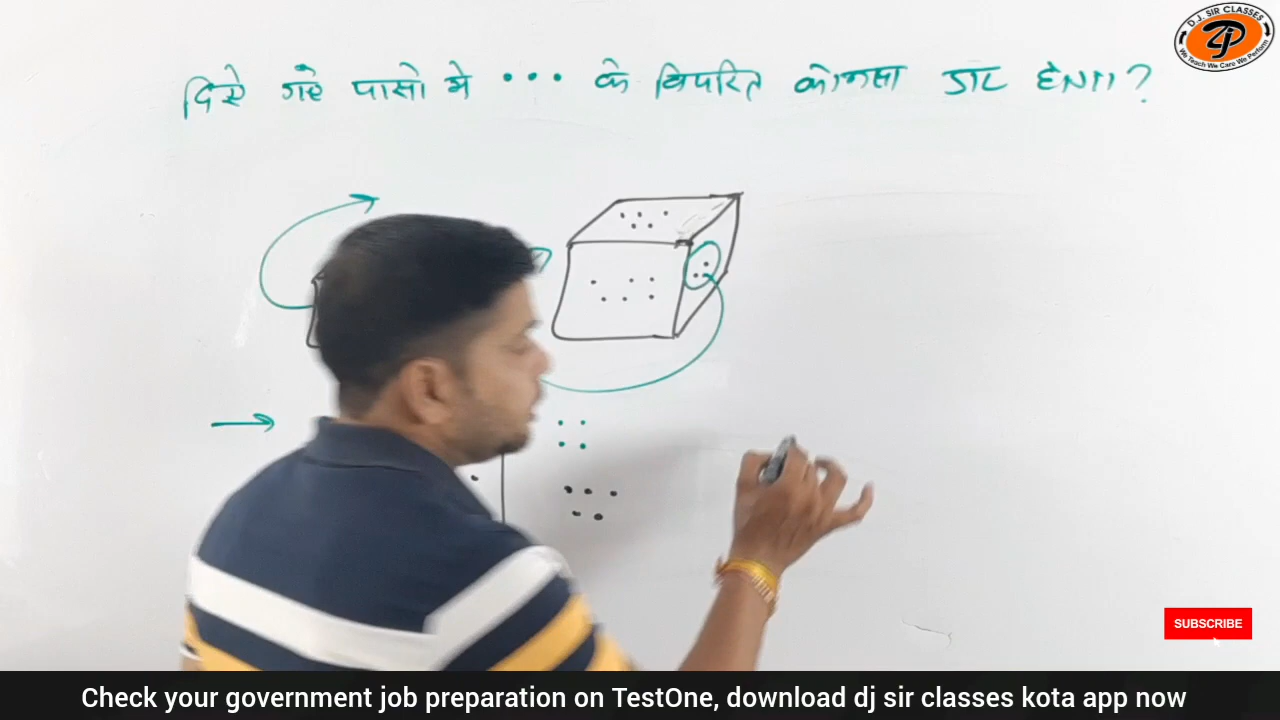 दिये गये पासो मे ••• के विपरित कोनसा डाट होगा?
D.J. SIR CLASSES
We Teach We Care We Perform
SUBSCRIBE
Check your government job preparation on TestOne, download dj sir classes kota app now